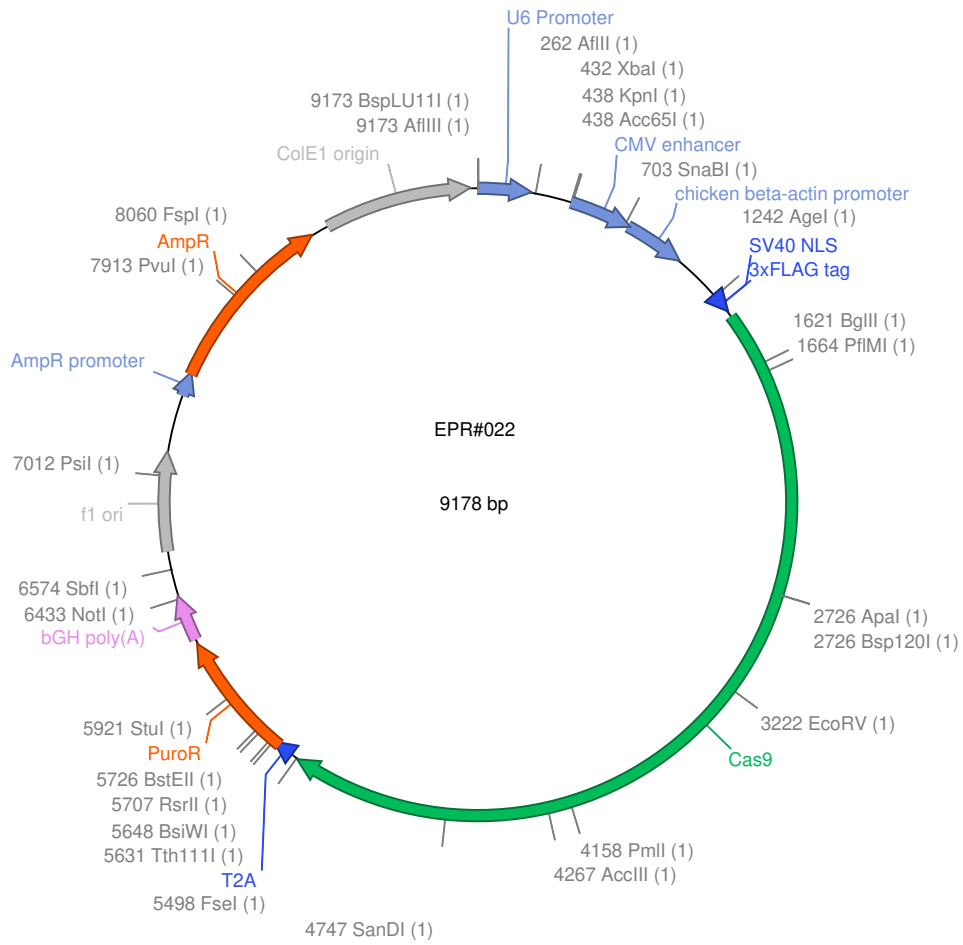 U6 Promoter
262 AflII (1)
432 XbaI (1)
438 KpnI (1)
438 Acc65I (1)
CMV enhancer
703 SnaBI (1)
chicken beta-actin promoter
1242 AgeI (1)
SV40 NLS
3xFLAG tag
1621 BglII (1)
1664 PflMI (1)
2726 ApaI (1)
2726 Bsp120I (1)
3222 EcoRV (1)
Cas9
4158 PmlI (1)
4267 AccIII (1)
4747 SanDI (1)
5498 FseI (1)
T2A
5631 Tth111I (1)
5648 BsiWI (1)
5707 RsrII (1)
5726 BstEII (1)
PuroR
5921 StuI (1)
bGH poly(A)
6433 NotI (1)
6574 SbfI (1)
f1 ori
7012 PsiI (1)
AmpR promoter
7913 PvuI (1)
AmpR
8060 FspI (1)
ColE1 origin
9173 AflIII (1)
9173 BspLU11I (1)
EPR#022
9178 bp